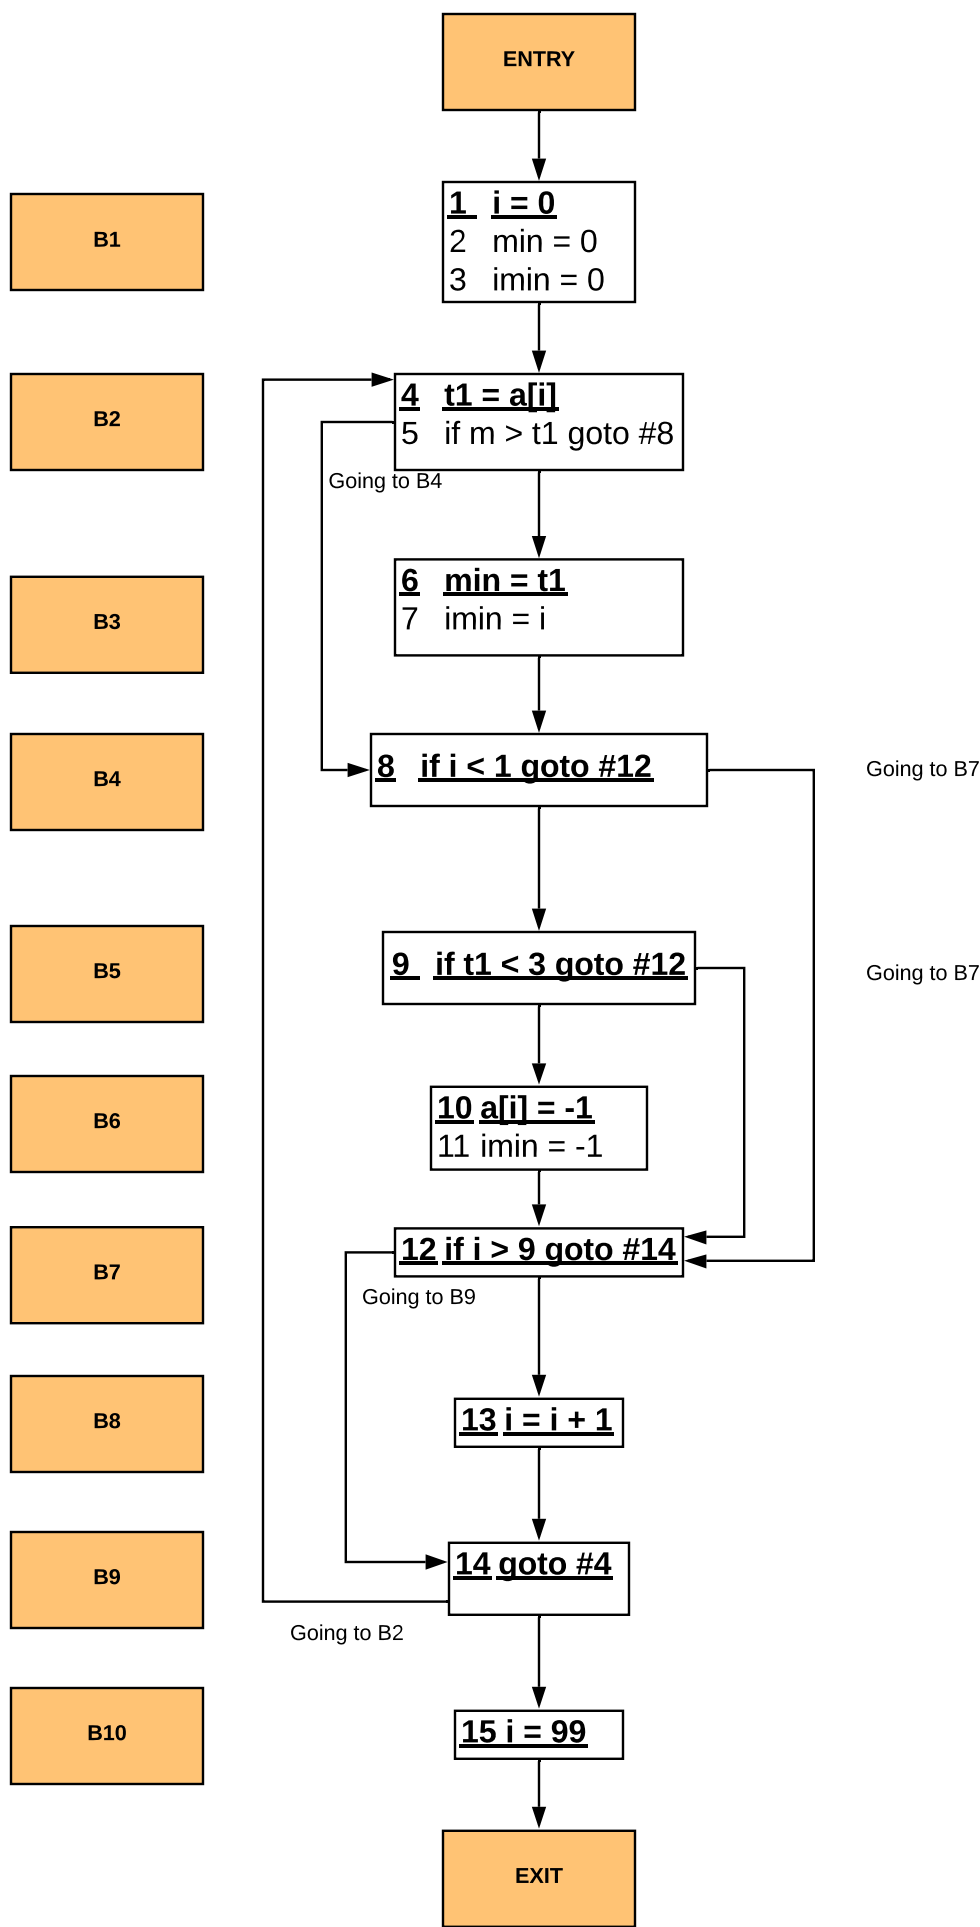 ENTRY
B1
1 i = 0
2 min = 0
3 imin = 0
B2
4 t1 = a[i]
5 if m > t1 goto #8
Going to B4
B3
6 min = t1
7 imin = i
B4
8 if i < 1 goto #12
Going to B7
B5
9 if t1 < 3 goto #12
Going to B7
B6
10 a[i] = -1
11 imin = -1
B7
12 if i > 9 goto #14
Going to B9
B8
13 i = i + 1
B9
14 goto #4
Going to B2
B10
15 i = 99
EXIT